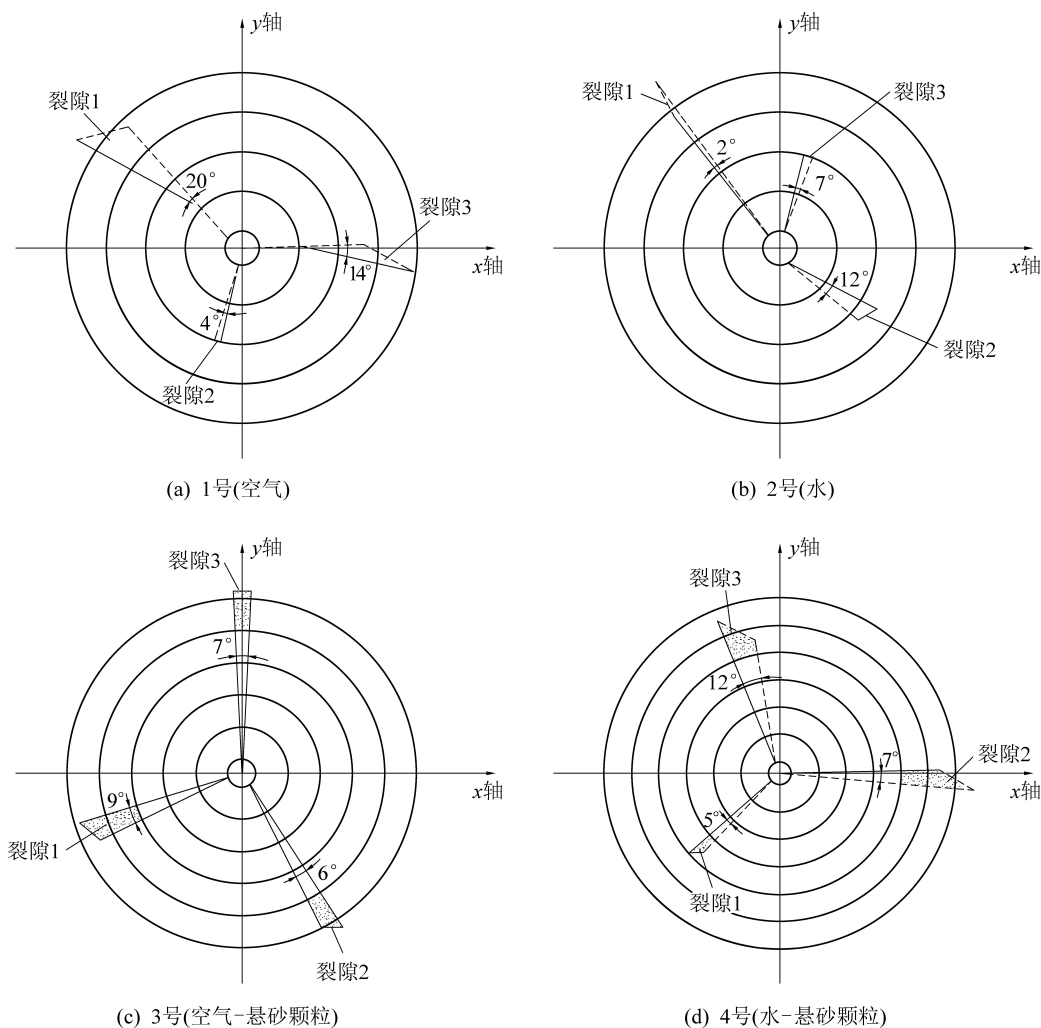 y轴
裂隙1
20°
裂隙3
x轴
14°
4°
裂隙2
(a) 1号(空气)
y轴
裂隙1
裂隙3
2°
7°
x轴
12°
裂隙2
(b) 2号(水)
y轴
裂隙3
7°
x轴
9°
裂隙1
6°
裂隙2
(c) 3号(空气-悬砂颗粒)
y轴
裂隙3
12°
7°
裂隙2
x轴
5°
裂隙1
(d) 4号(水-悬砂颗粒)